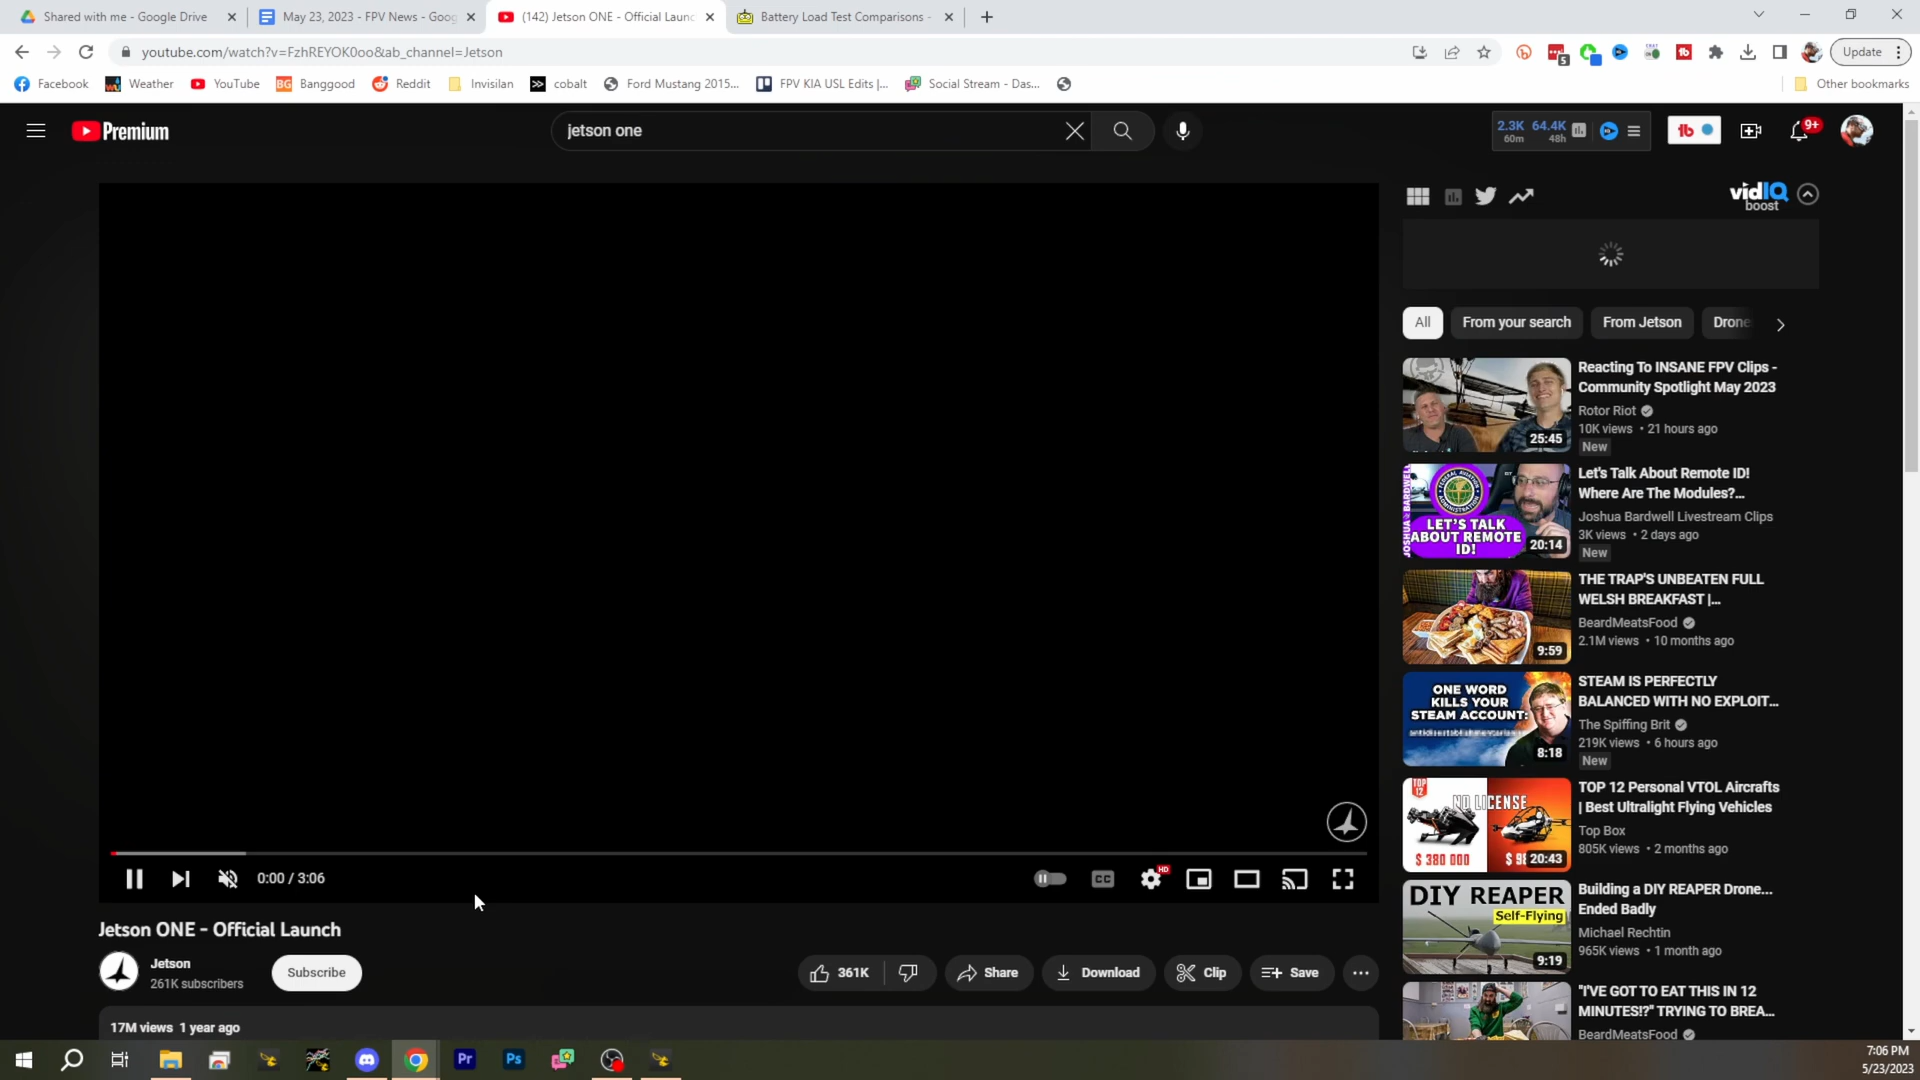 Shared with me - Google Drive
May 23, 2023 - FPV News - Goog
(142) Jetson ONE - Official Launc
Battery Load Test Comparisons -
youtube.com/watch?v=FzhREYOK0oo&ab_channel=Jetson
5
Update
Facebook
Weather
YouTube
BG Banggood
Reddit
Invisilan
cobalt
Ford Mustang 2015...
FPV KIA USL Edits |...
Social Stream - Das...
Other bookmarks
Premium
jetson one
2.3K 64.4K
60m 48h
9+
vidIQ
boost
All
From your search
From Jetson
Drone
25:45
Reacting To INSANE FPV Clips -
Community Spotlight May 2023
Rotor Riot
10K views • 21 hours ago
New
JOSHUA BARDWELL
LET'S TALK
ABOUT REMOTE
ID!
20:14
Let's Talk About Remote ID!
Where Are The Modules?...
Joshua Bardwell Livestream Clips
3K views • 2 days ago
New
9:59
THE TRAP'S UNBEATEN FULL
WELSH BREAKFAST |...
BeardMeatsFood
2.1M views • 10 months ago
ONE WORD
KILLS YOUR
STEAM ACCOUNT:
8:18
STEAM IS PERFECTLY
BALANCED WITH NO EXPLOIT...
The Spiffing Brit
219K views • 6 hours ago
New
TOP
12
NO LICENSE
$ 380 000
$ 98
20:43
TOP 12 Personal VTOL Aircrafts
| Best Ultralight Flying Vehicles
Top Box
805K views • 2 months ago
DIY REAPER
Self-Flying
9:19
Building a DIY REAPER Drone...
Ended Badly
Michael Rechtin
965K views • 1 month ago
"I'VE GOT TO EAT THIS IN 12
MINUTES!?" TRYING TO BREA...
BeardMeatsFood
0:00 / 3:06
CC
HD
Jetson ONE - Official Launch
Jetson
261K subscribers
Subscribe
361K
Share
Download
Clip
Save
17M views 1 year ago
Pr
Ps
7:06 PM
5/23/2023